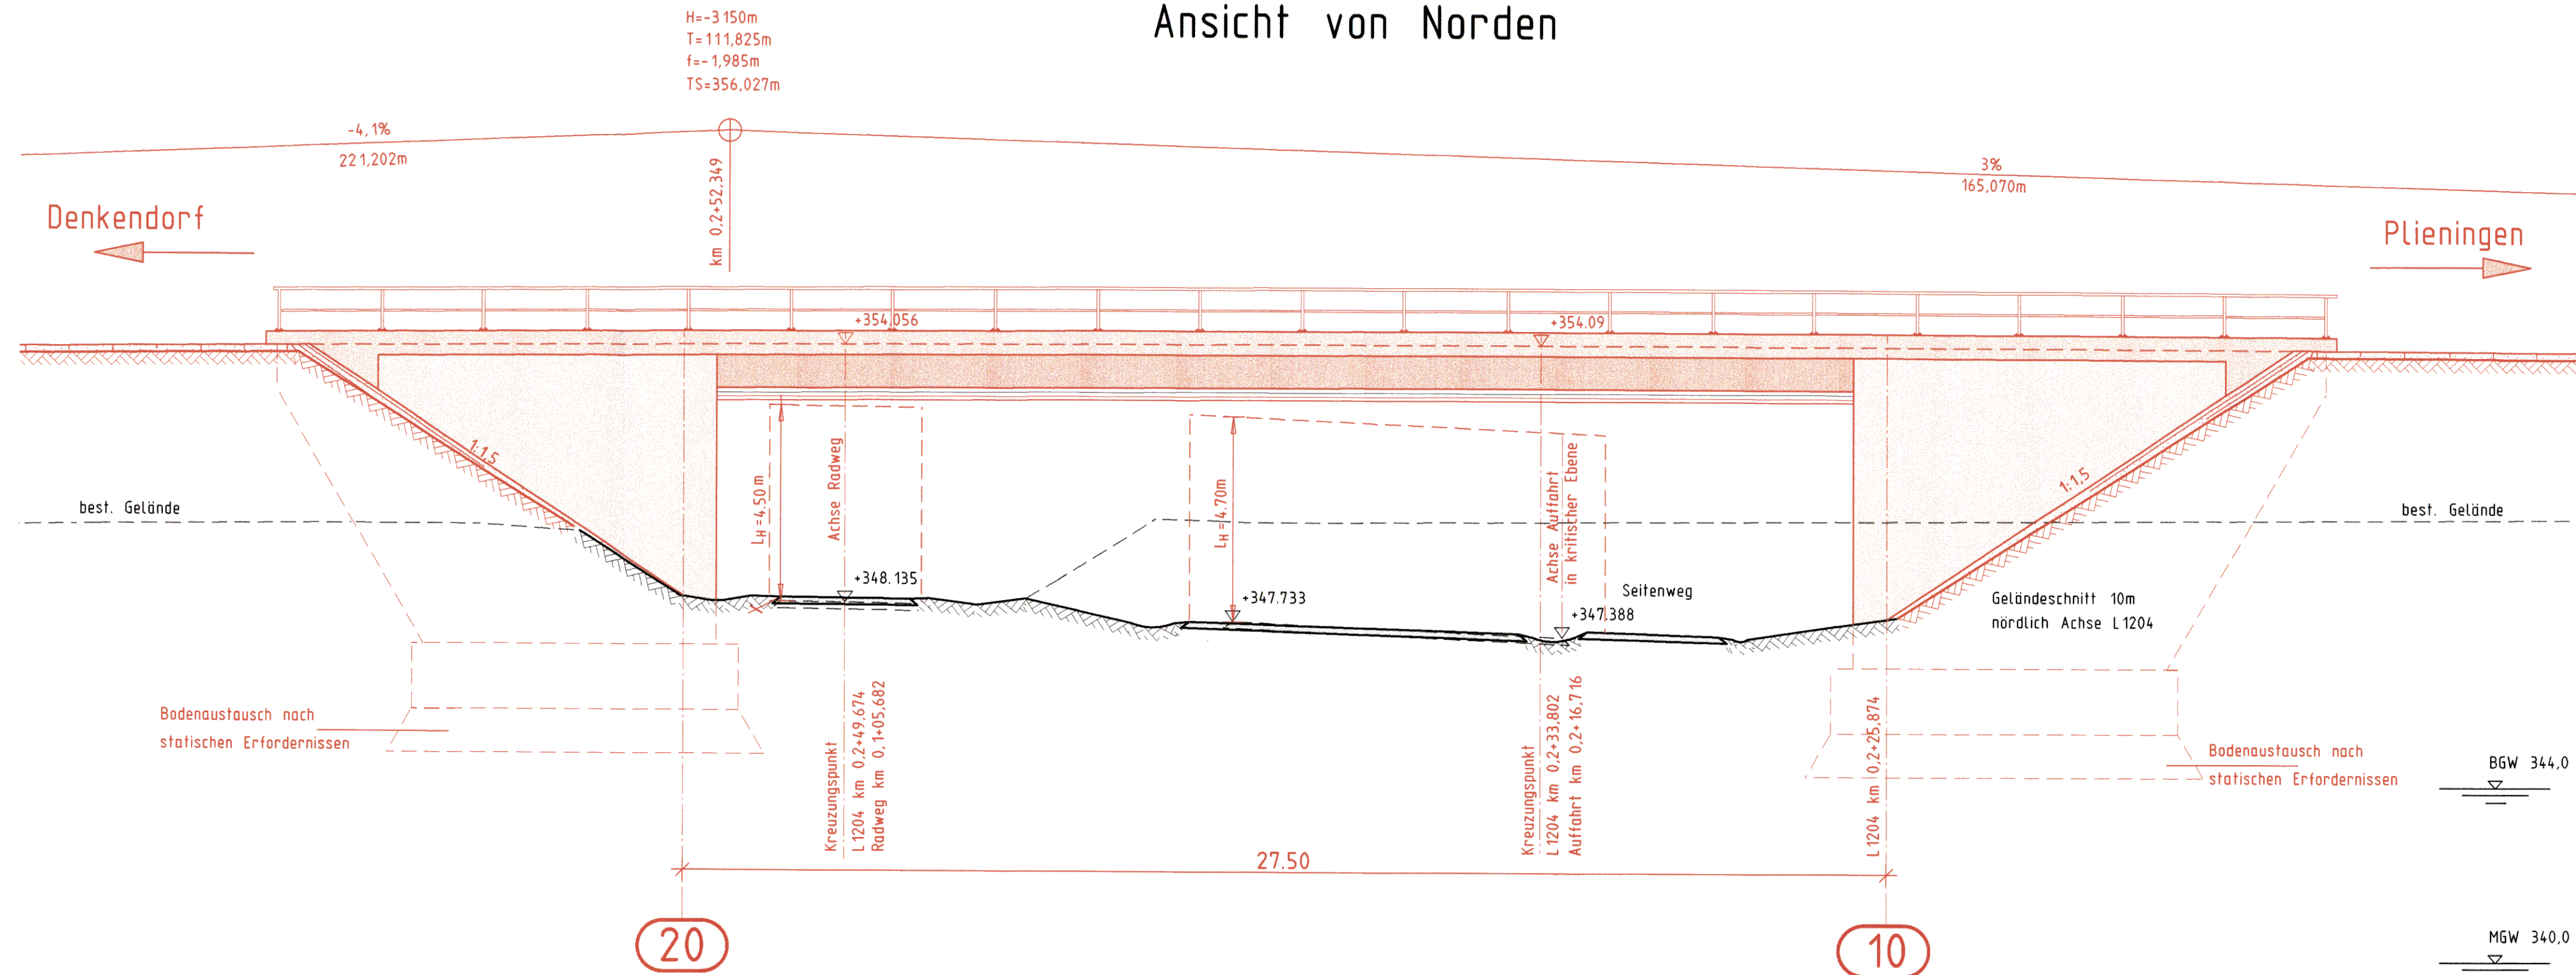 Ansicht von Norden
H=-3150m
T=111,825m
f=-1,985m
TS=356,027m
-4,1%
221,202m
km 0,2+52,349
3%
165,070m
Denkendorf
Plieningen
+354.056
+354.09
1:1,5
LH=4.50m
Achse Radweg
LH=4.70m
Achse Auffahrt
in kritischer Ebene
1:1,5
best. Gelände
best. Gelände
+348.135
+347.733
Seitenweg
+347.388
Geländeschnitt 10m
nördlich Achse L1204
Bodenaustausch nach
statischen Erfordernissen
Kreuzungspunkt
L1204 km 0,2+49,674
Radweg km 0,1+05,682
Kreuzungspunkt
L1204 km 0,2+33,802
Auffahrt km 0,2+16,716
L1204 km 0,2+25,874
Bodenaustausch nach
statischen Erfordernissen
BGW 344,0
27.50
20
10
MGW 340,0